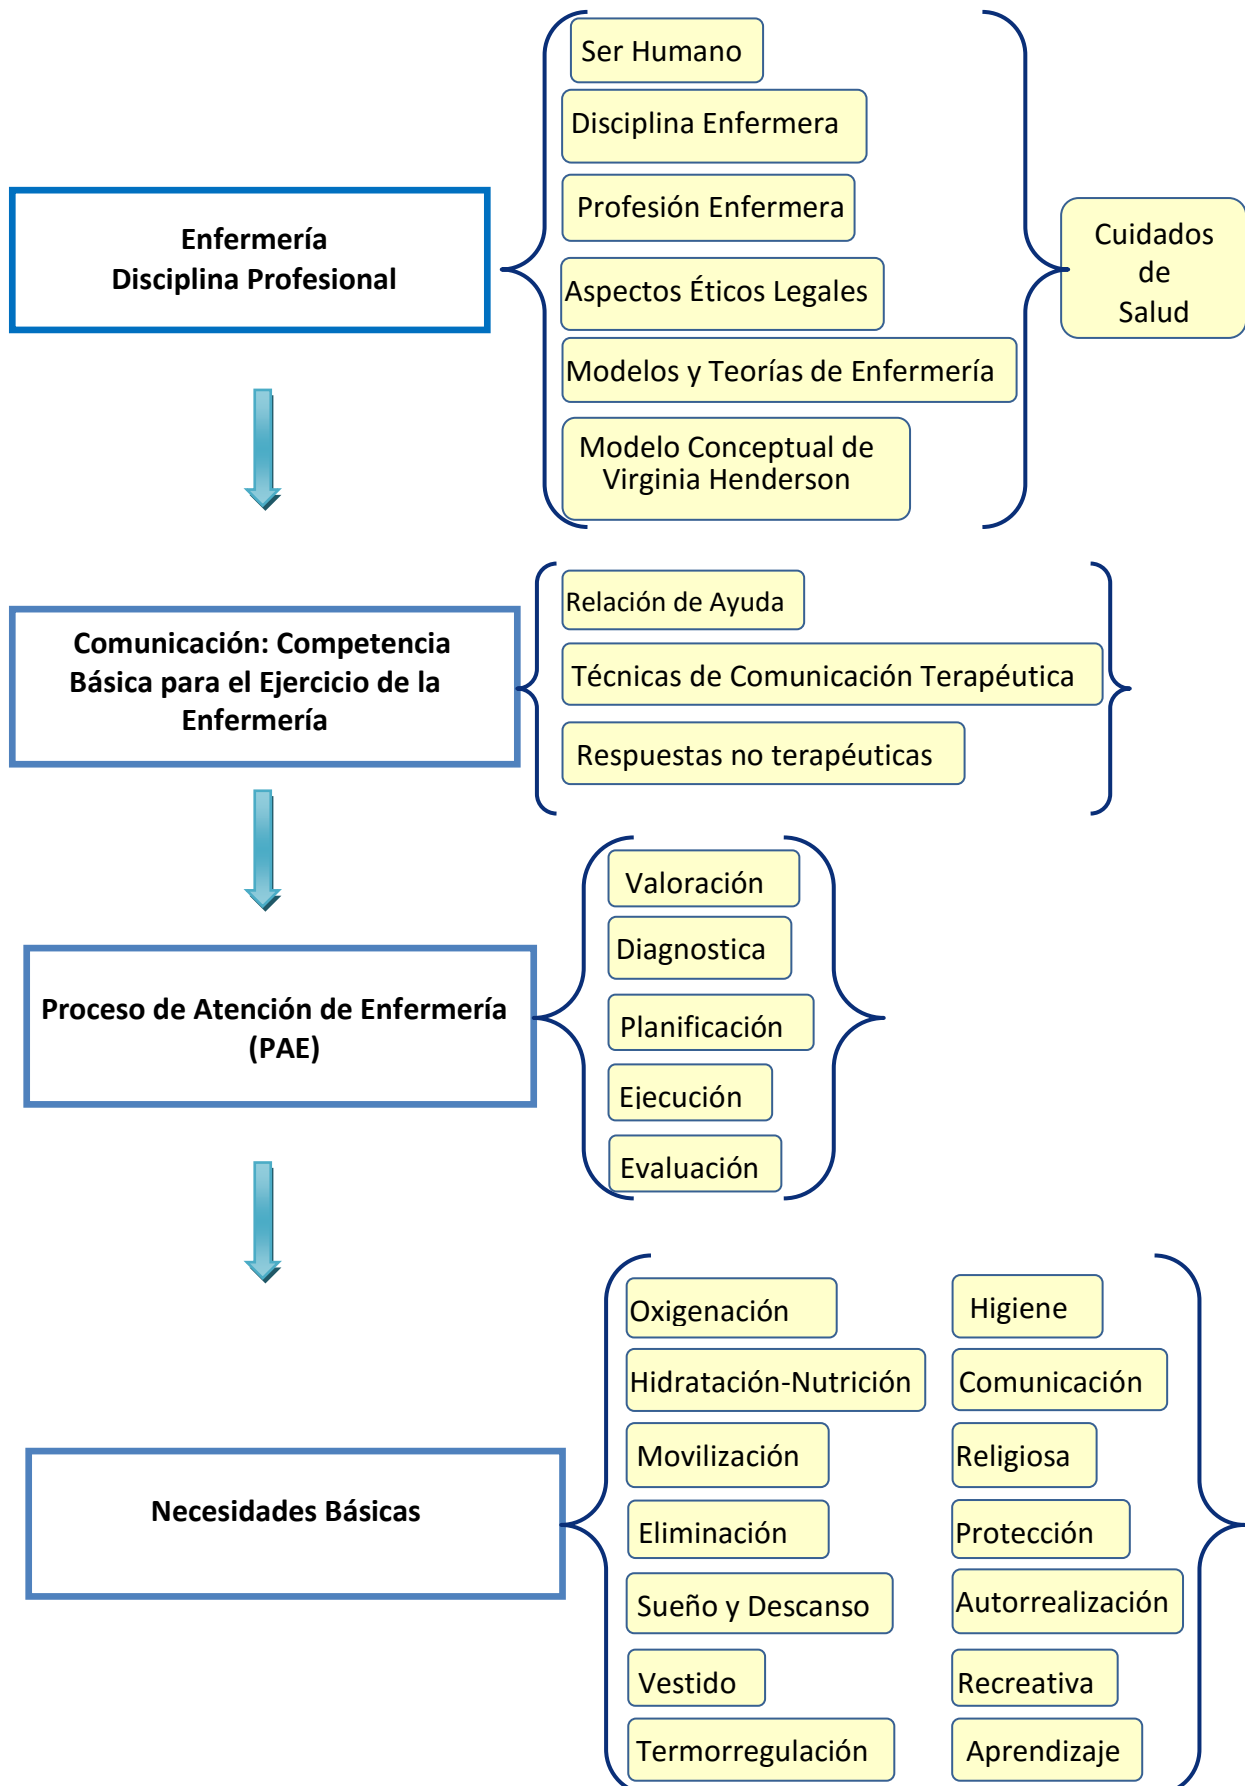 Enfermería
Disciplina Profesional
Ser Humano
Disciplina Enfermera
Profesión Enfermera
Aspectos Éticos Legales
Modelos y Teorías de Enfermería
Modelo Conceptual de
Virginia Henderson
Cuidados
de
Salud
Comunicación: Competencia
Básica para el Ejercicio de la
Enfermería
Relación de Ayuda
Técnicas de Comunicación Terapéutica
Respuestas no terapéuticas
Proceso de Atención de Enfermería
(PAE)
Valoración
Diagnostica
Planificación
Ejecución
Evaluación
Necesidades Básicas
Oxigenación
Hidratación-Nutrición
Movilización
Eliminación
Sueño y Descanso
Vestido
Termorregulación
Higiene
Comunicación
Religiosa
Protección
Autorrealización
Recreativa
Aprendizaje